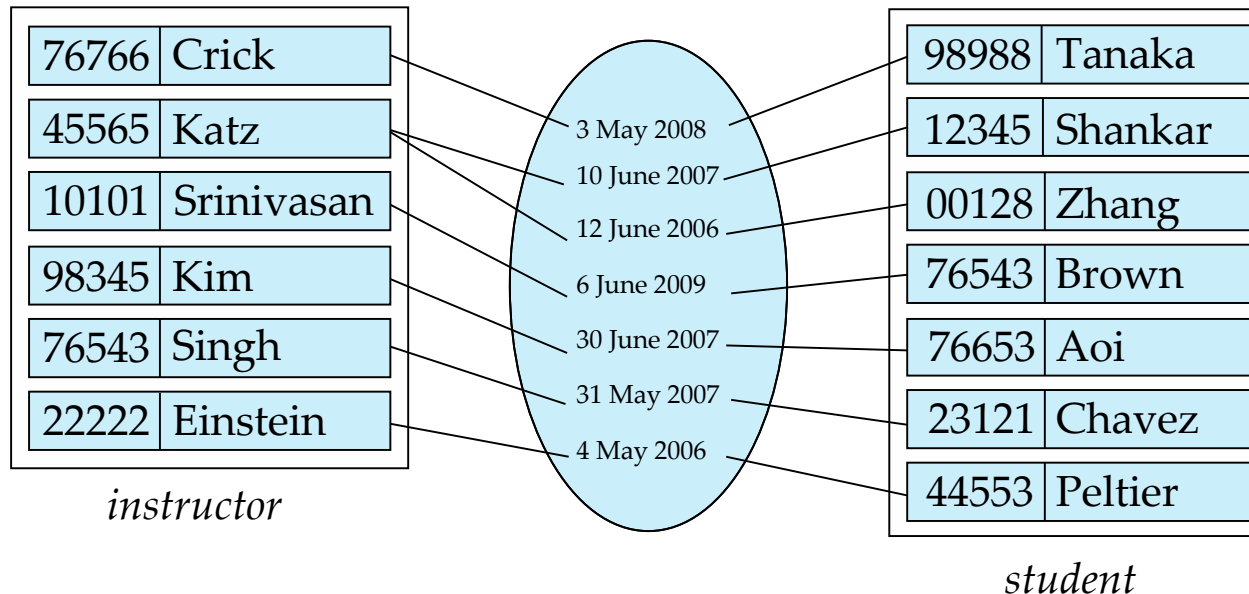 76766 Crick
45565 Katz
10101 Srinivasan
98345 Kim
76543 Singh
22222 Einstein
instructor
3 May 2008
10 June 2007
12 June 2006
6 June 2009
30 June 2007
31 May 2007
4 May 2006
98988 Tanaka
12345 Shankar
00128 Zhang
76543 Brown
76653 Aoi
23121 Chavez
44553 Peltier
student